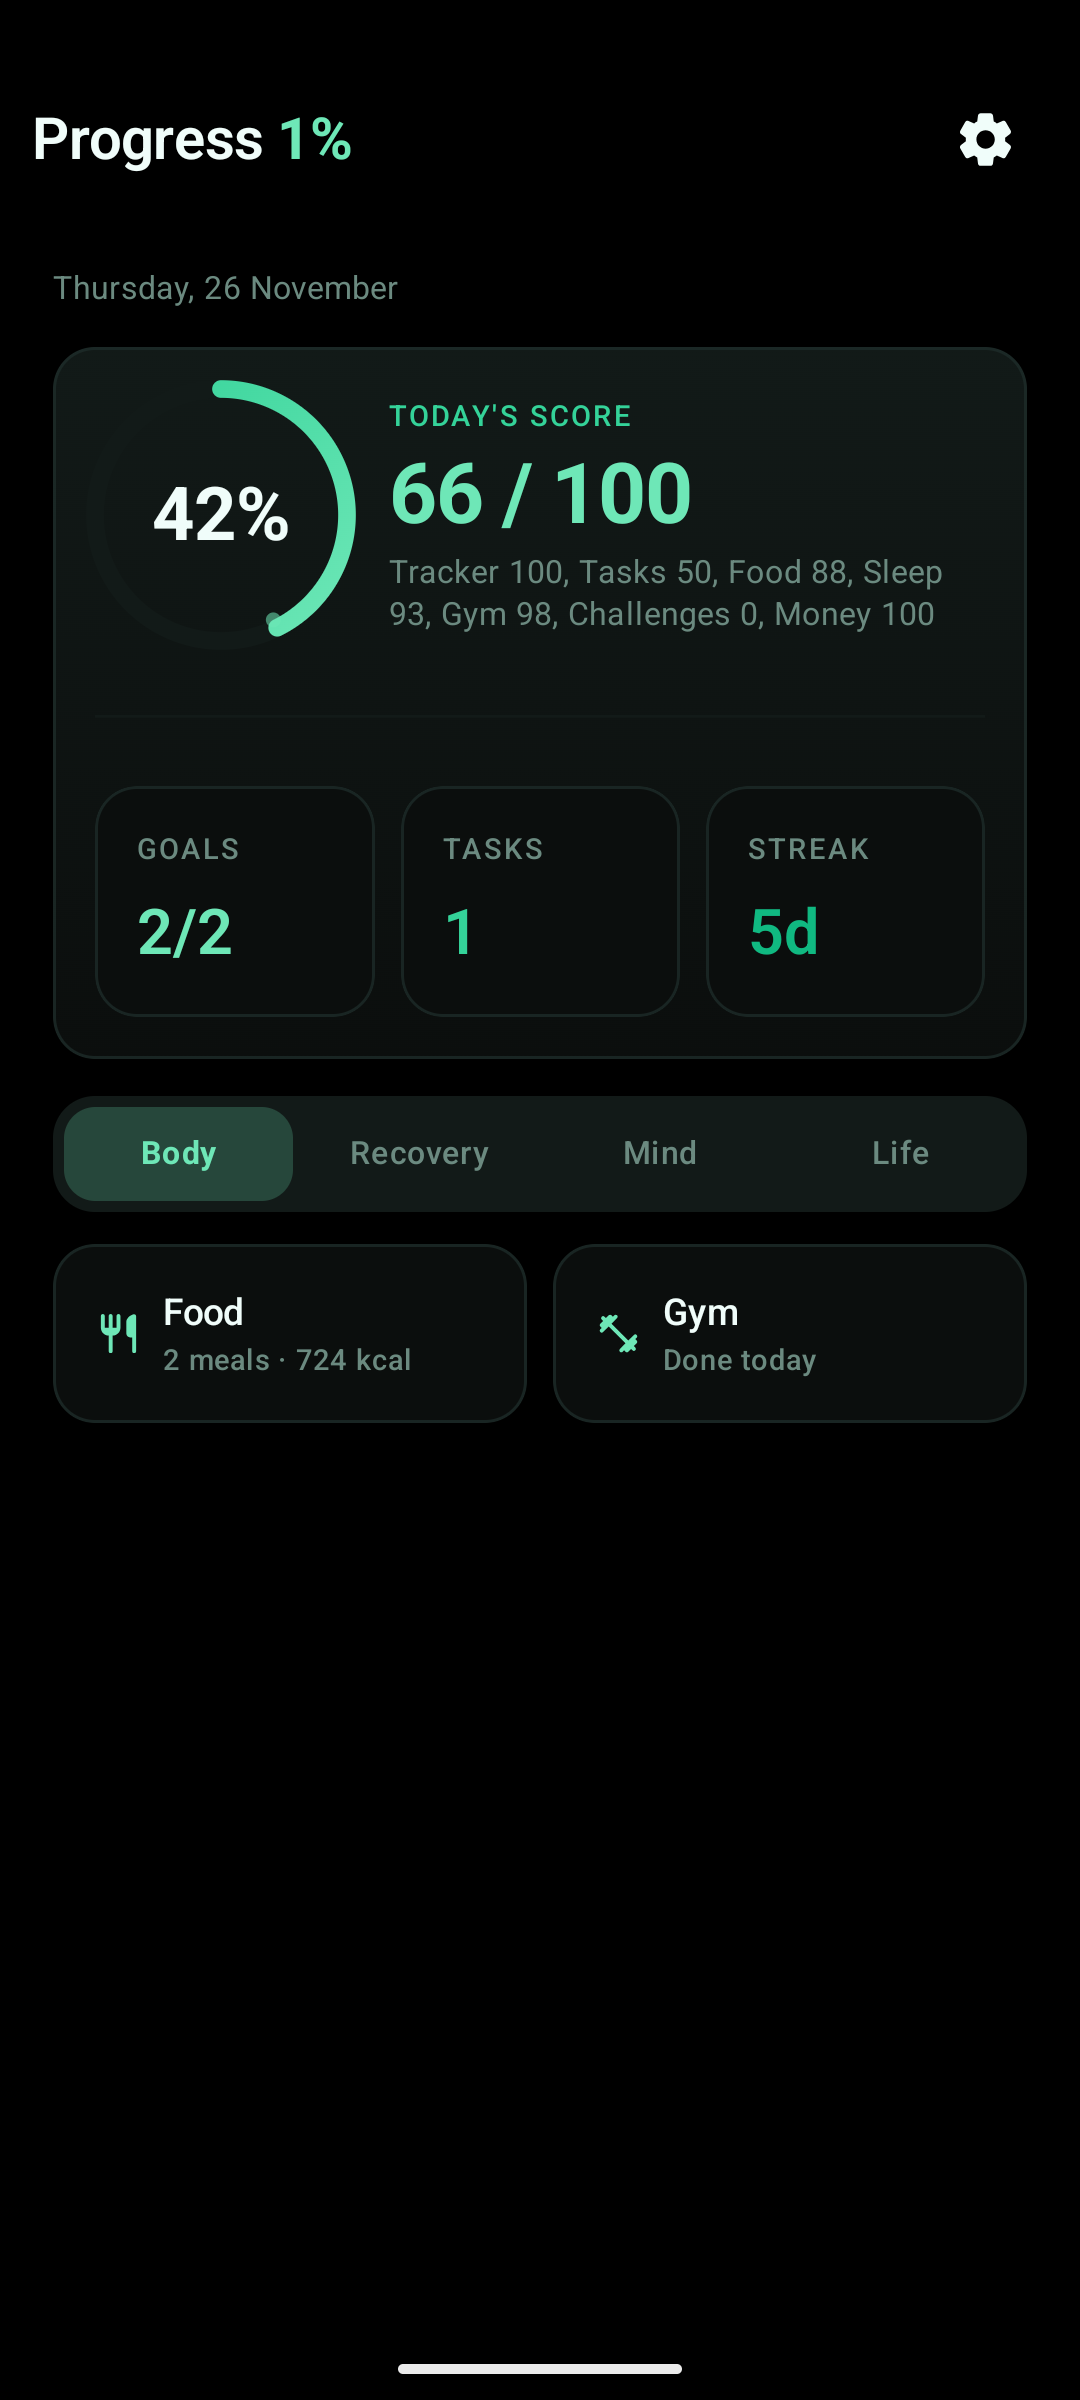 Progress 1%
Thursday, 26 November
42%
TODAY'S SCORE
66 / 100
Tracker 100, Tasks 50, Food 88, Sleep
93, Gym 98, Challenges 0, Money 100
GOALS
2/2
TASKS
1
STREAK
5d
Body
Recovery
Mind
Life
Food
2 meals · 724 kcal
Gym
Done today